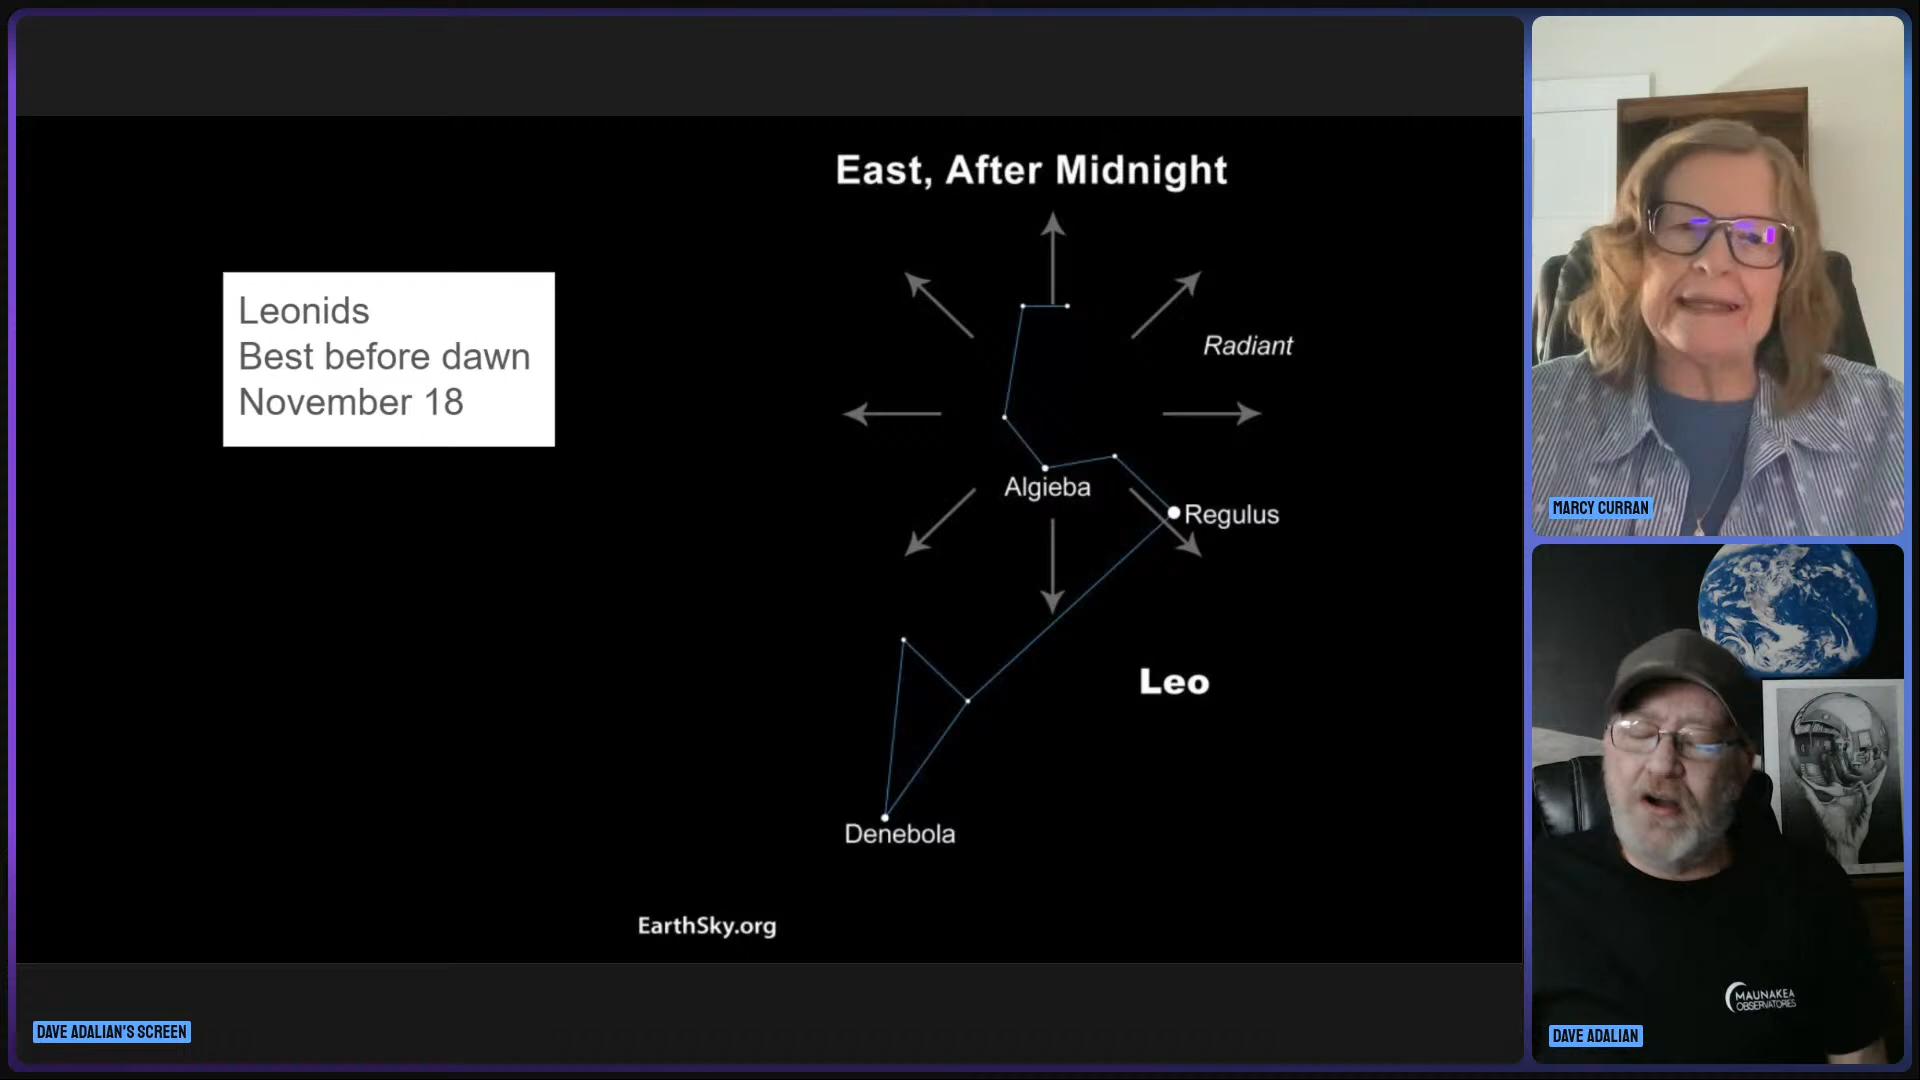 East, After Midnight
Leonids
Best before dawn
November 18
Radiant
Algieba
Regulus
Leo
Denebola
EarthSky.org
DAVE ADALIAN'S SCREEN
MARCY CURRAN
MAUNAKEA
OBSERVATORIES
DAVE ADALIAN